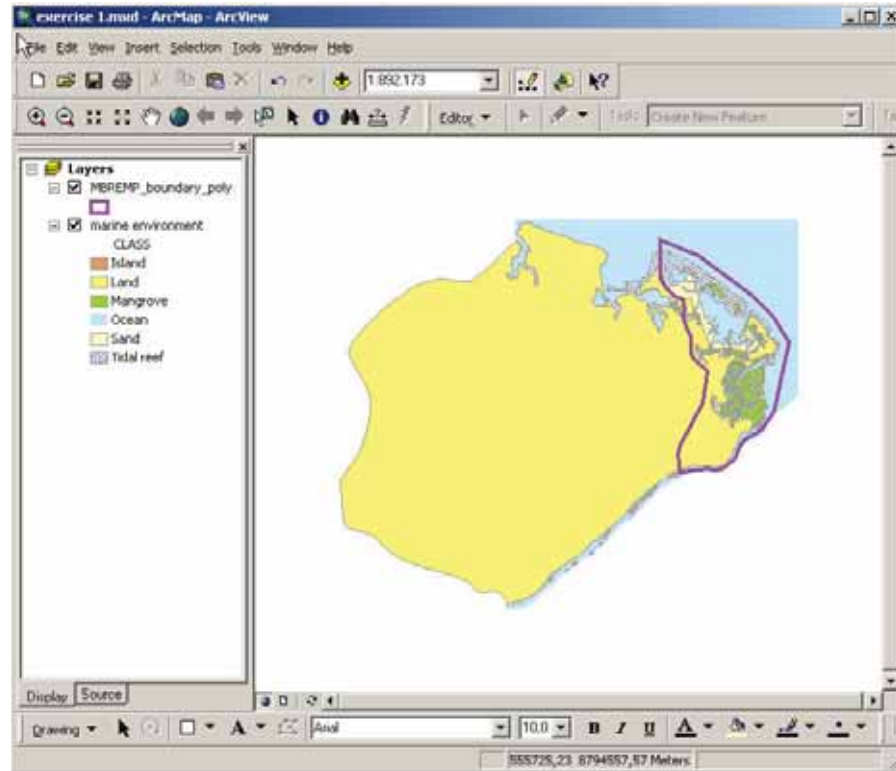 exercise 1.mxd - ArcMap - ArcView
File Edit View Insert Selection Tools Window Help
1:892,173
Editor Task: Create New Feature
Layers
MBREMP_boundary_poly
marine environment
CLASS
Island
Land
Mangrove
Ocean
Sand
Tidal reef
Display Source
Drawing A Arial 10,0 B I U A
555725,23 8794557,57 Meters